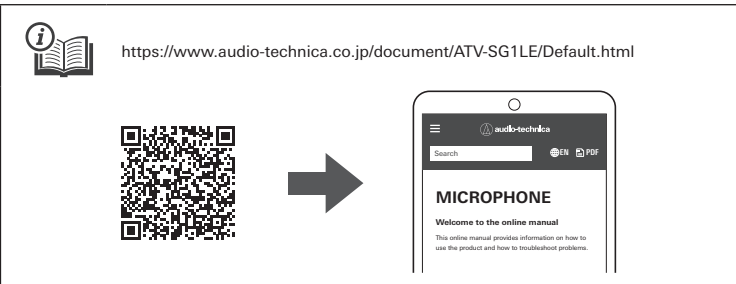 https://www.audio-technica.co.jp/document/ATV-SG1LE/Default.html
audio-technica
Search
EN PDF
MICROPHONE
Welcome to the online manual
This online manual provides information on how to
use the product and how to troubleshoot problems.